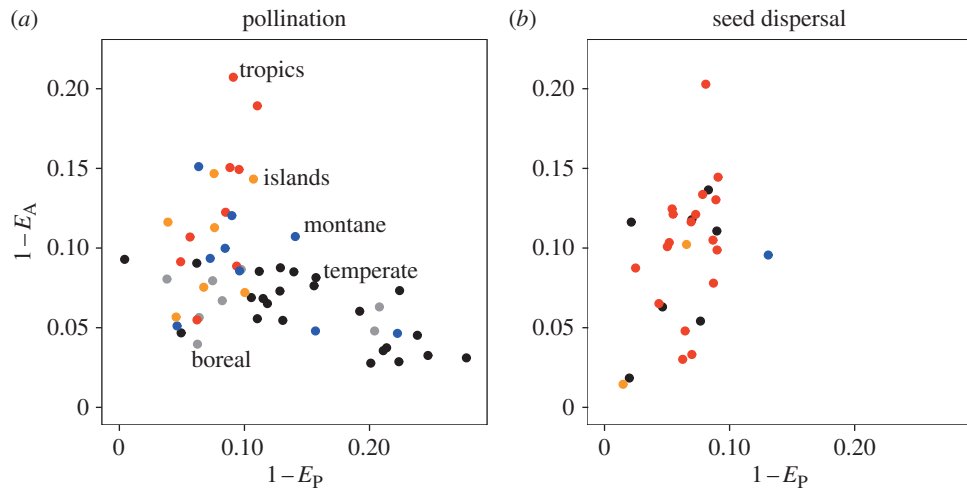 (a) pollination
(b) seed dispersal
1 – E_A
0.20
0.15
0.10
0.05
0
tropics
islands
montane
temperate
boreal
0 0.10 0.20
1 – E_P
0.20
0.15
0.10
0.05
0
0 0.10 0.20
1 – E_P